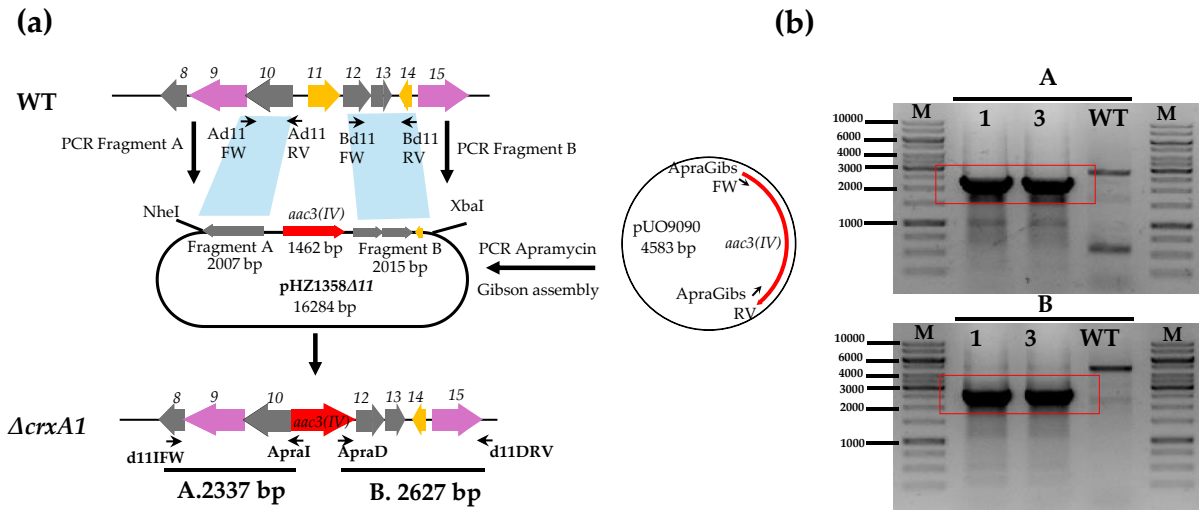 (a)
8 9 10 11 12 13 14 15
WT
PCR Fragment A
Ad11 FW
Ad11 RV
Bd11 FW
Bd11 RV
PCR Fragment B
NheI
aac3(IV)
XbaI
Fragment A
2007 bp
1462 bp
Fragment B
2015 bp
pHZ1358Δ11
16284 bp
PCR Apramycin
Gibson assembly
ApraGibs
FW
pUO9090
4583 bp
aac3(IV)
ApraGibs
RV
8 9 10 12 13 14 15
ΔcrxA1
aac3(IV)
d11IFW
ApraI
ApraD
d11DRV
A.2337 bp
B. 2627 bp
(b)
A
M 1 3 WT M
10000
6000
4000
3000
2000
1000
B
M 1 3 WT M
10000
6000
4000
3000
2000
1000